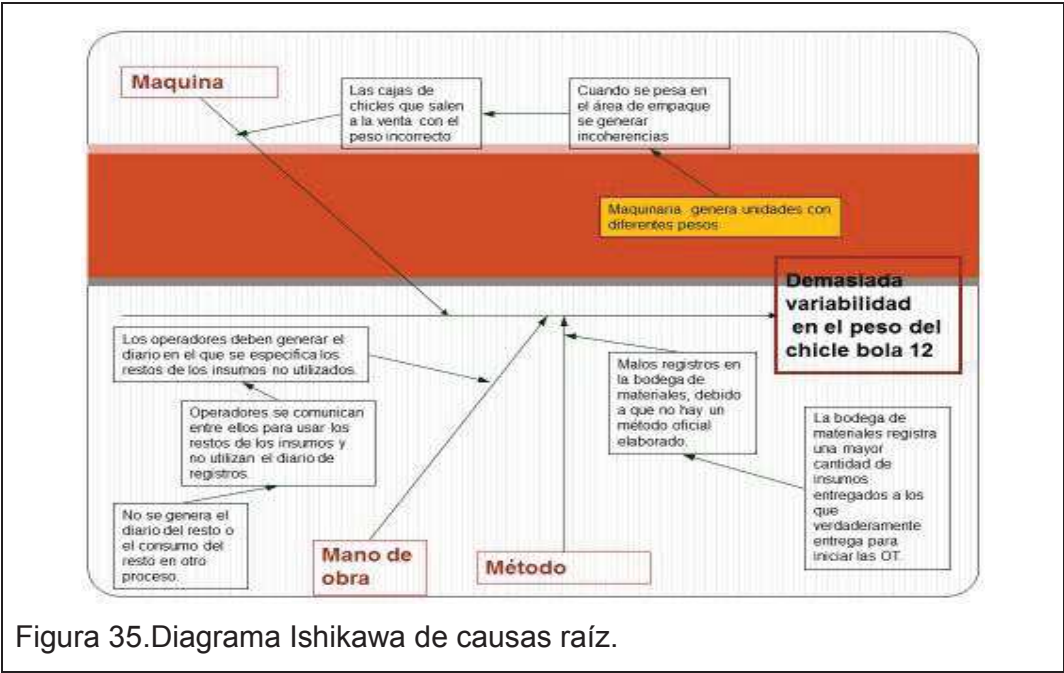 Maquina
Las cajas de
chicles que salen
a la venta con el
peso incorrecto
Cuando se pesa en
el área de empaque
se generar
incoherencias
Maquinaria genera unidades con
diferentes pesos
Demasiada
variabilidad
en el peso del
chicle bola 12
Los operadores deben generar el
diario en el que se especifica los
restos de los insumos no utilizados.
Operadores se comunican
entre ellos para usar los
restos de los insumos y
no utilizan el diario de
registros.
No se genera el
diario del resto o
el consumo del
resto en otro
proceso.
Mano de
obra
Método
Malos registros en
la bodega de
materiales, debido
a que no hay un
método oficial
elaborado.
La bodega de
materiales registra
una mayor
cantidad de
insumos
entregados a los
que
verdaderamente
entrega para
iniciar las OT.
Figura 35.Diagrama Ishikawa de causas raíz.